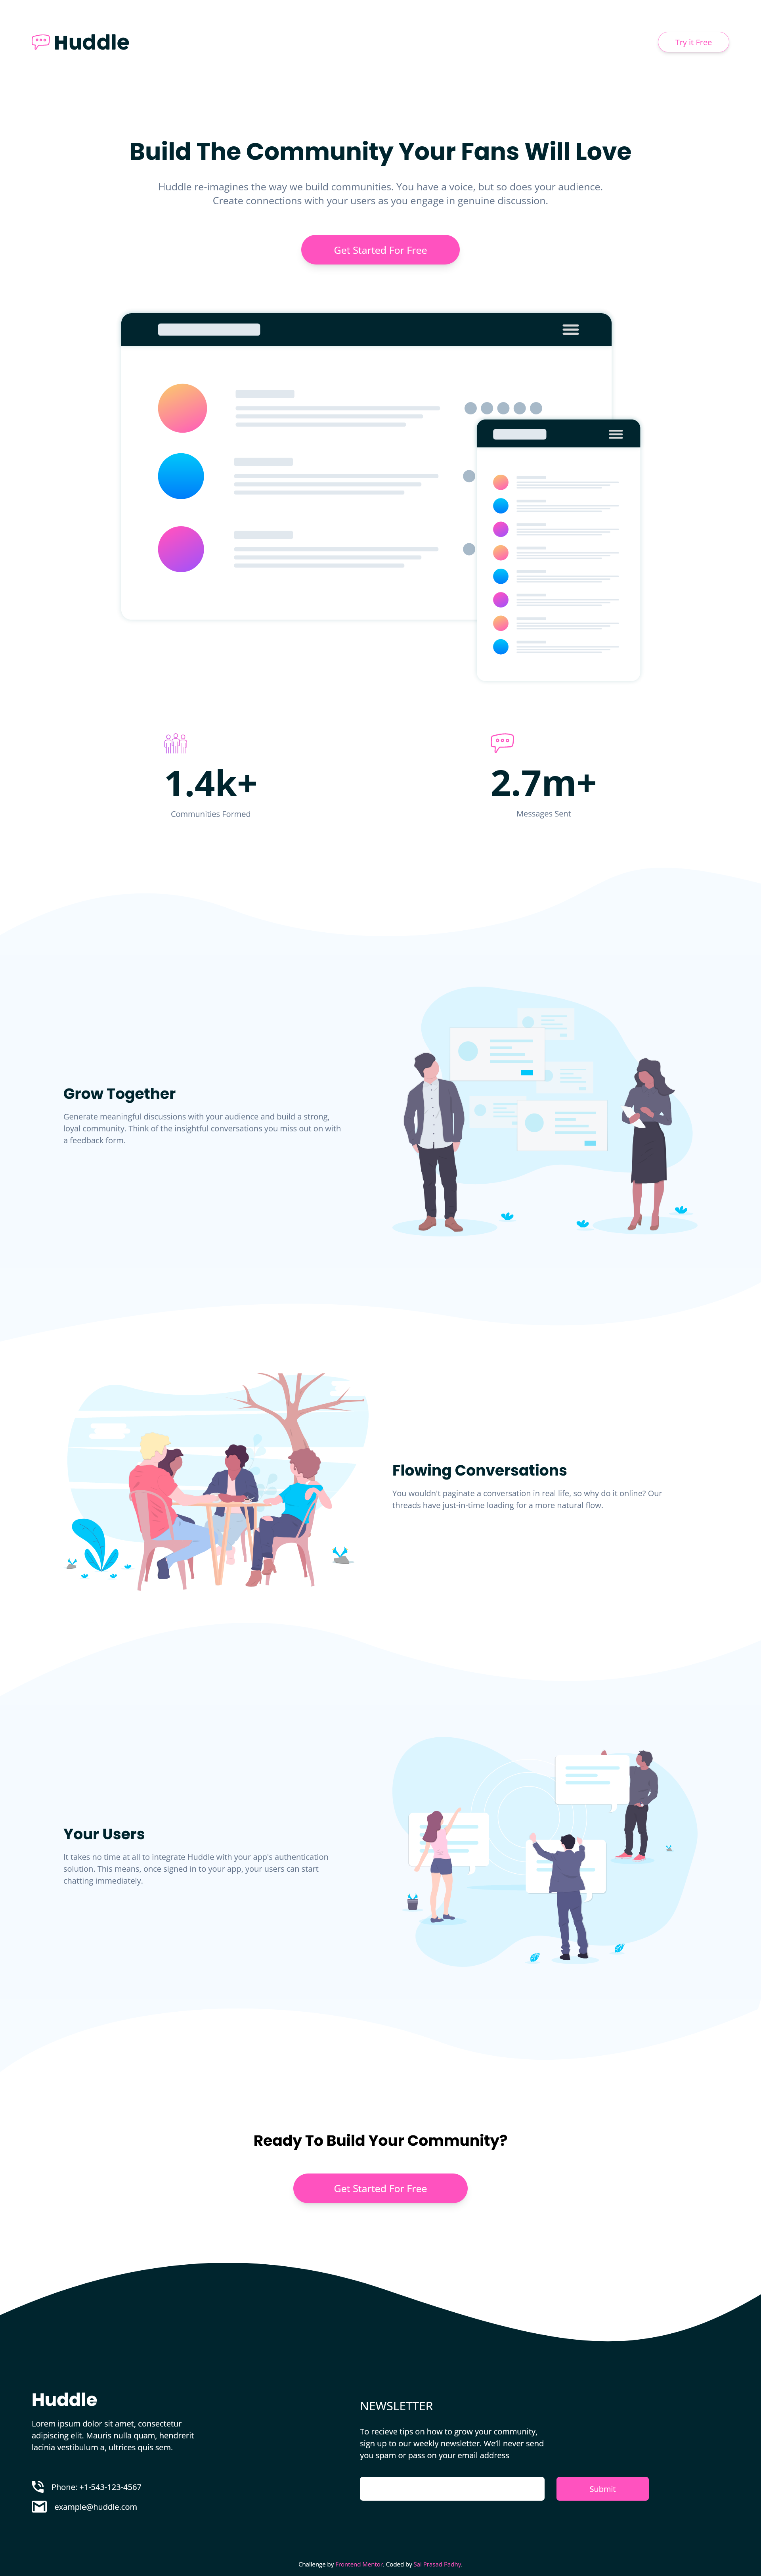 Huddle
Try it Free
Build The Community Your Fans Will Love
Huddle re-imagines the way we build communities. You have a voice, but so does your audience.
Create connections with your users as you engage in genuine discussion.
Get Started For Free
1.4k+
Communities Formed
2.7m+
Messages Sent
Grow Together
Generate meaningful discussions with your audience and build a strong,
loyal community. Think of the insightful conversations you miss out on with
a feedback form.
Flowing Conversations
You wouldn't paginate a conversation in real life, so why do it online? Our
threads have just-in-time loading for a more natural flow.
Your Users
It takes no time at all to integrate Huddle with your app's authentication
solution. This means, once signed in to your app, your users can start
chatting immediately.
Ready To Build Your Community?
Get Started For Free
Huddle
Lorem ipsum dolor sit amet, consectetur
adipiscing elit. Mauris nulla quam, hendrerit
lacinia vestibulum a, ultrices quis sem.
Phone: +1-543-123-4567
example@huddle.com
NEWSLETTER
To recieve tips on how to grow your community,
sign up to our weekly newsletter. We'll never send
you spam or pass on your email address
Submit
Challenge by Frontend Mentor. Coded by Sai Prasad Padhy.